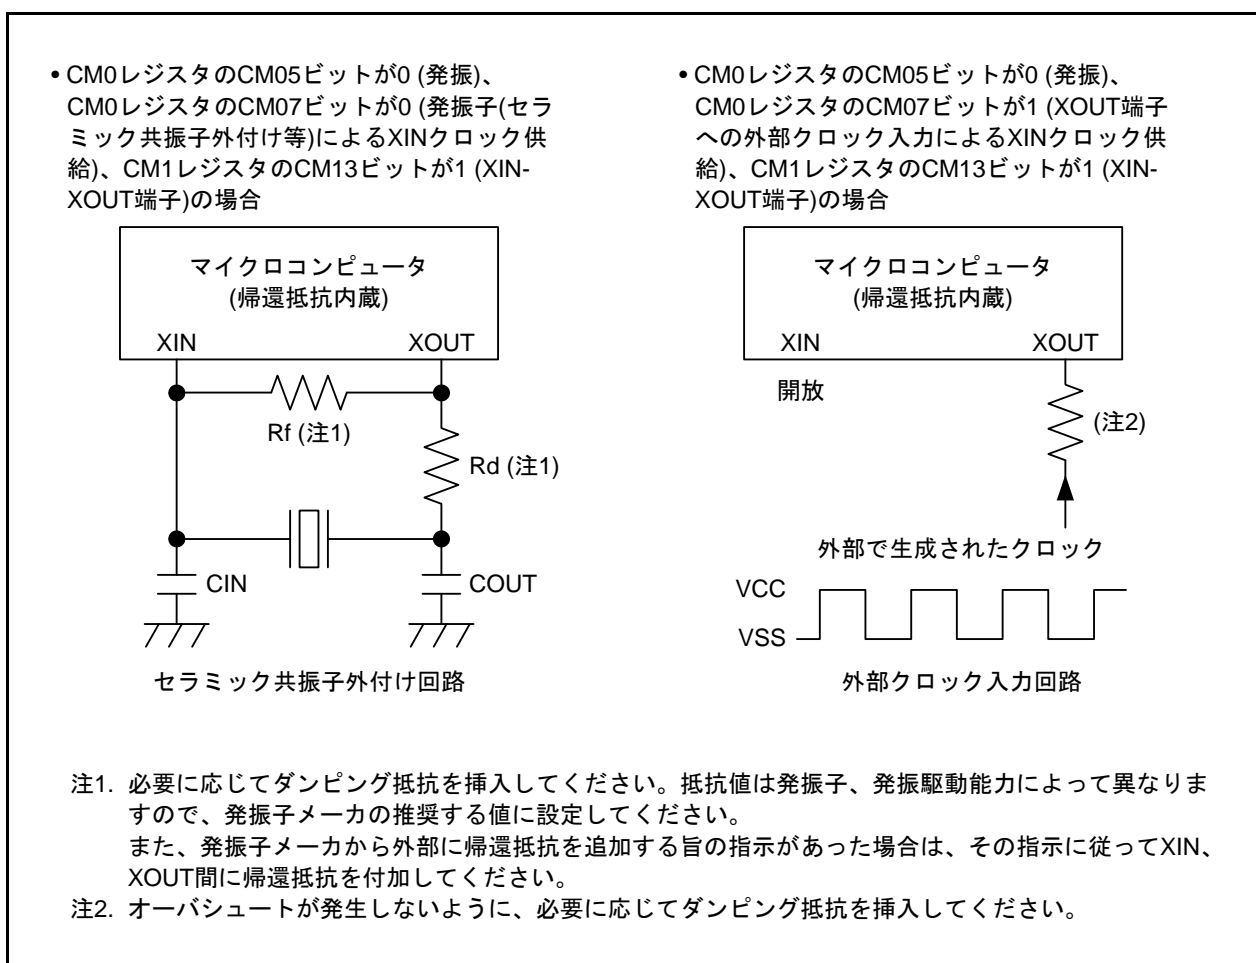 • CM0レジスタのCM05ビットが0 (発振)、
CM0レジスタのCM07ビットが0 (発振子(セラ
ミック共振子外付け等)によるXINクロック供
給)、CM1レジスタのCM13ビットが1 (XIN-
XOUT端子)の場合
マイクロコンピュータ
(帰還抵抗内蔵)
XIN XOUT
Rf (注1)
Rd (注1)
CIN COUT
セラミック共振子外付け回路
• CM0レジスタのCM05ビットが0 (発振)、
CM0レジスタのCM07ビットが1 (XOUT端子
への外部クロック入力によるXINクロック供
給)、CM1レジスタのCM13ビットが1 (XIN-
XOUT端子)の場合
マイクロコンピュータ
(帰還抵抗内蔵)
XIN XOUT
開放
(注2)
外部で生成されたクロック
VCC
VSS
外部クロック入力回路
注1. 必要に応じてダンピング抵抗を挿入してください。抵抗値は発振子、発振駆動能力によって異なりま
すので、発振子メーカの推奨する値に設定してください。
また、発振子メーカから外部に帰還抵抗を追加する旨の指示があった場合は、その指示に従ってXIN、
XOUT間に帰還抵抗を付加してください。
注2. オーバシュートが発生しないように、必要に応じてダンピング抵抗を挿入してください。